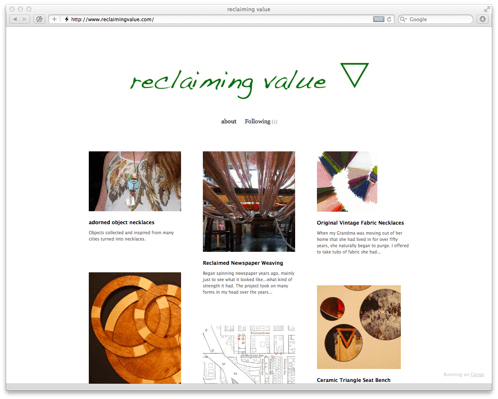 reclaiming value
http://www.reclaimingvalue.com/
Google
reclaiming value
about Following (1)
adorned object necklaces
Objects collected and inspired from many
cities turned into necklaces.
Reclaimed Newspaper Weaving
Began spinning newspaper years ago, mainly
just to see what it looked like...what kind of
strength it had. The project took on many
forms in my head over the years...
Original Vintage Fabric Necklaces
When my Grandma was moving out of her
home that she had lived in for over fifty
years, she naturally began to purge. I offered
to take tubs of fabric she had...
Ceramic Triangle Seat Bench
Running on Cargo